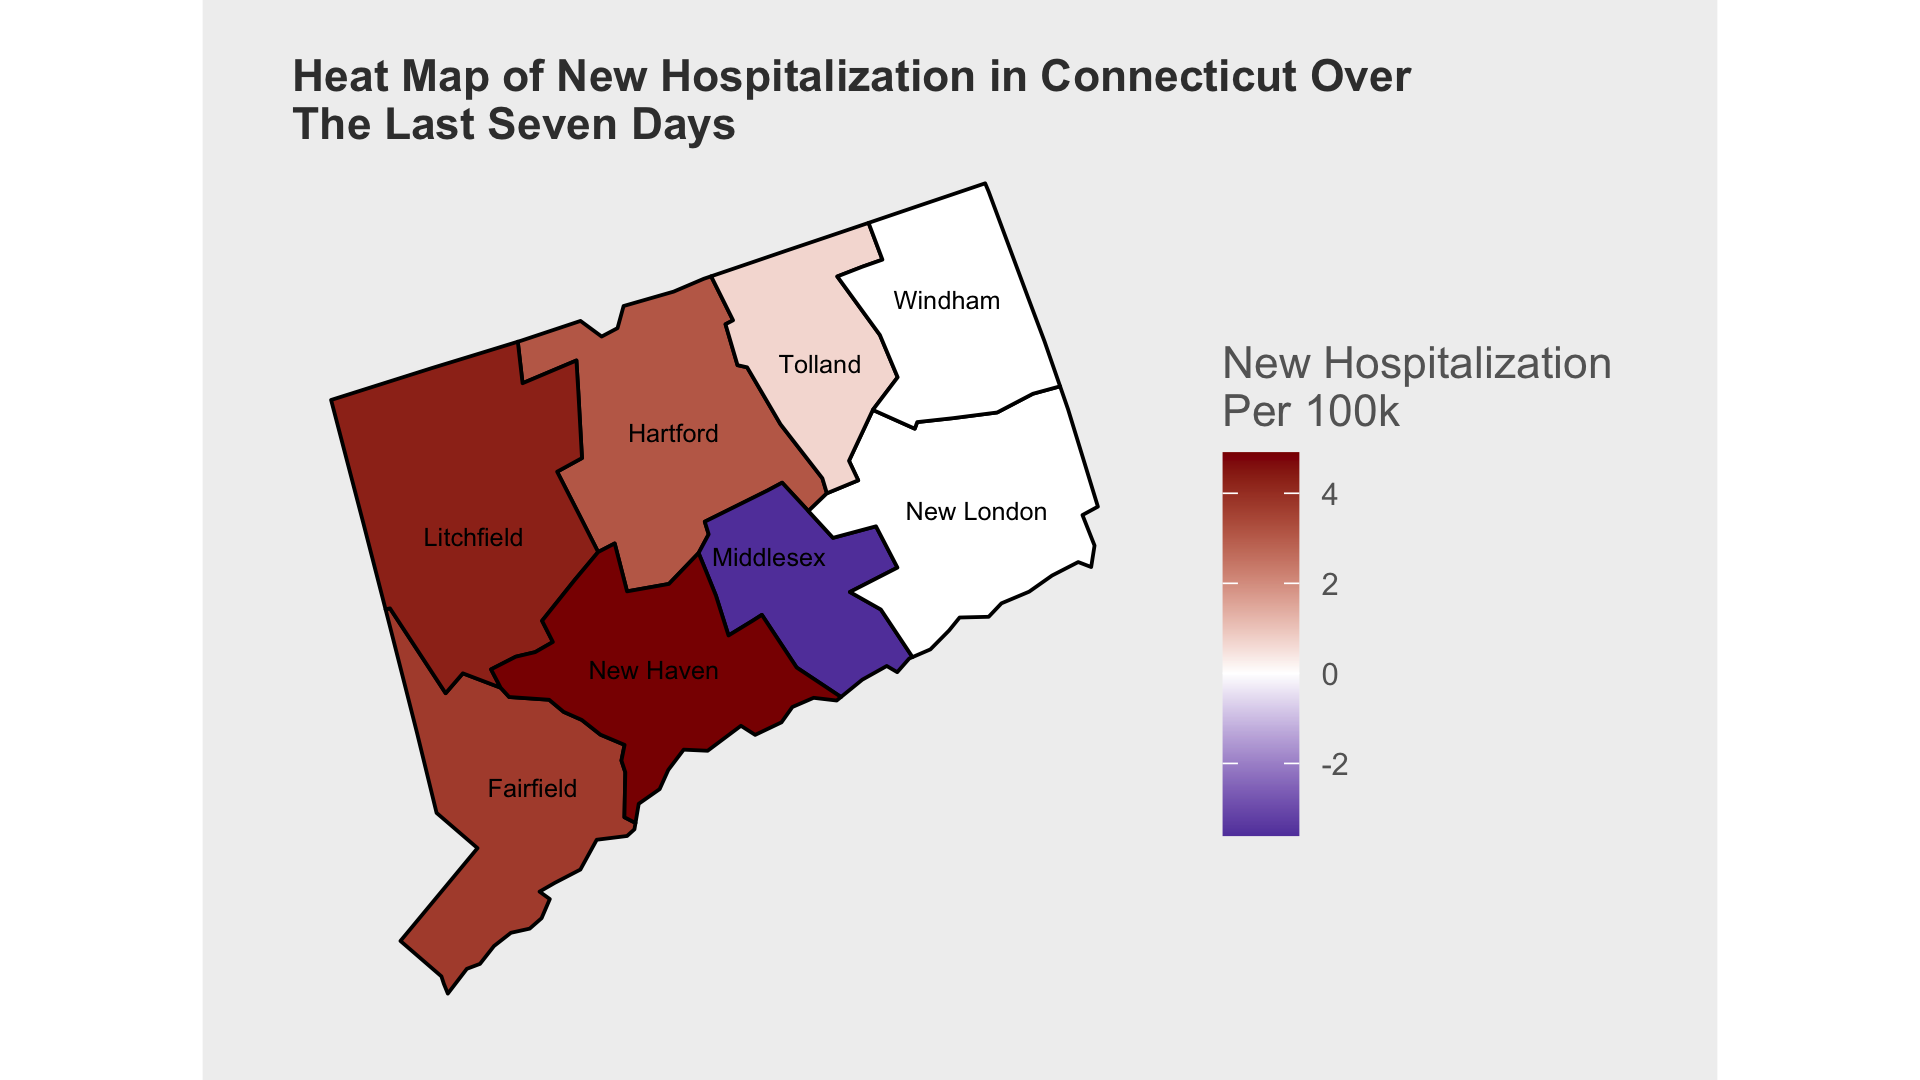 Heat Map of New Hospitalization in Connecticut Over
The Last Seven Days
Windham
Tolland
Hartford
New London
Litchfield
Middlesex
New Haven
Fairfield
New Hospitalization
Per 100k
4
2
0
-2